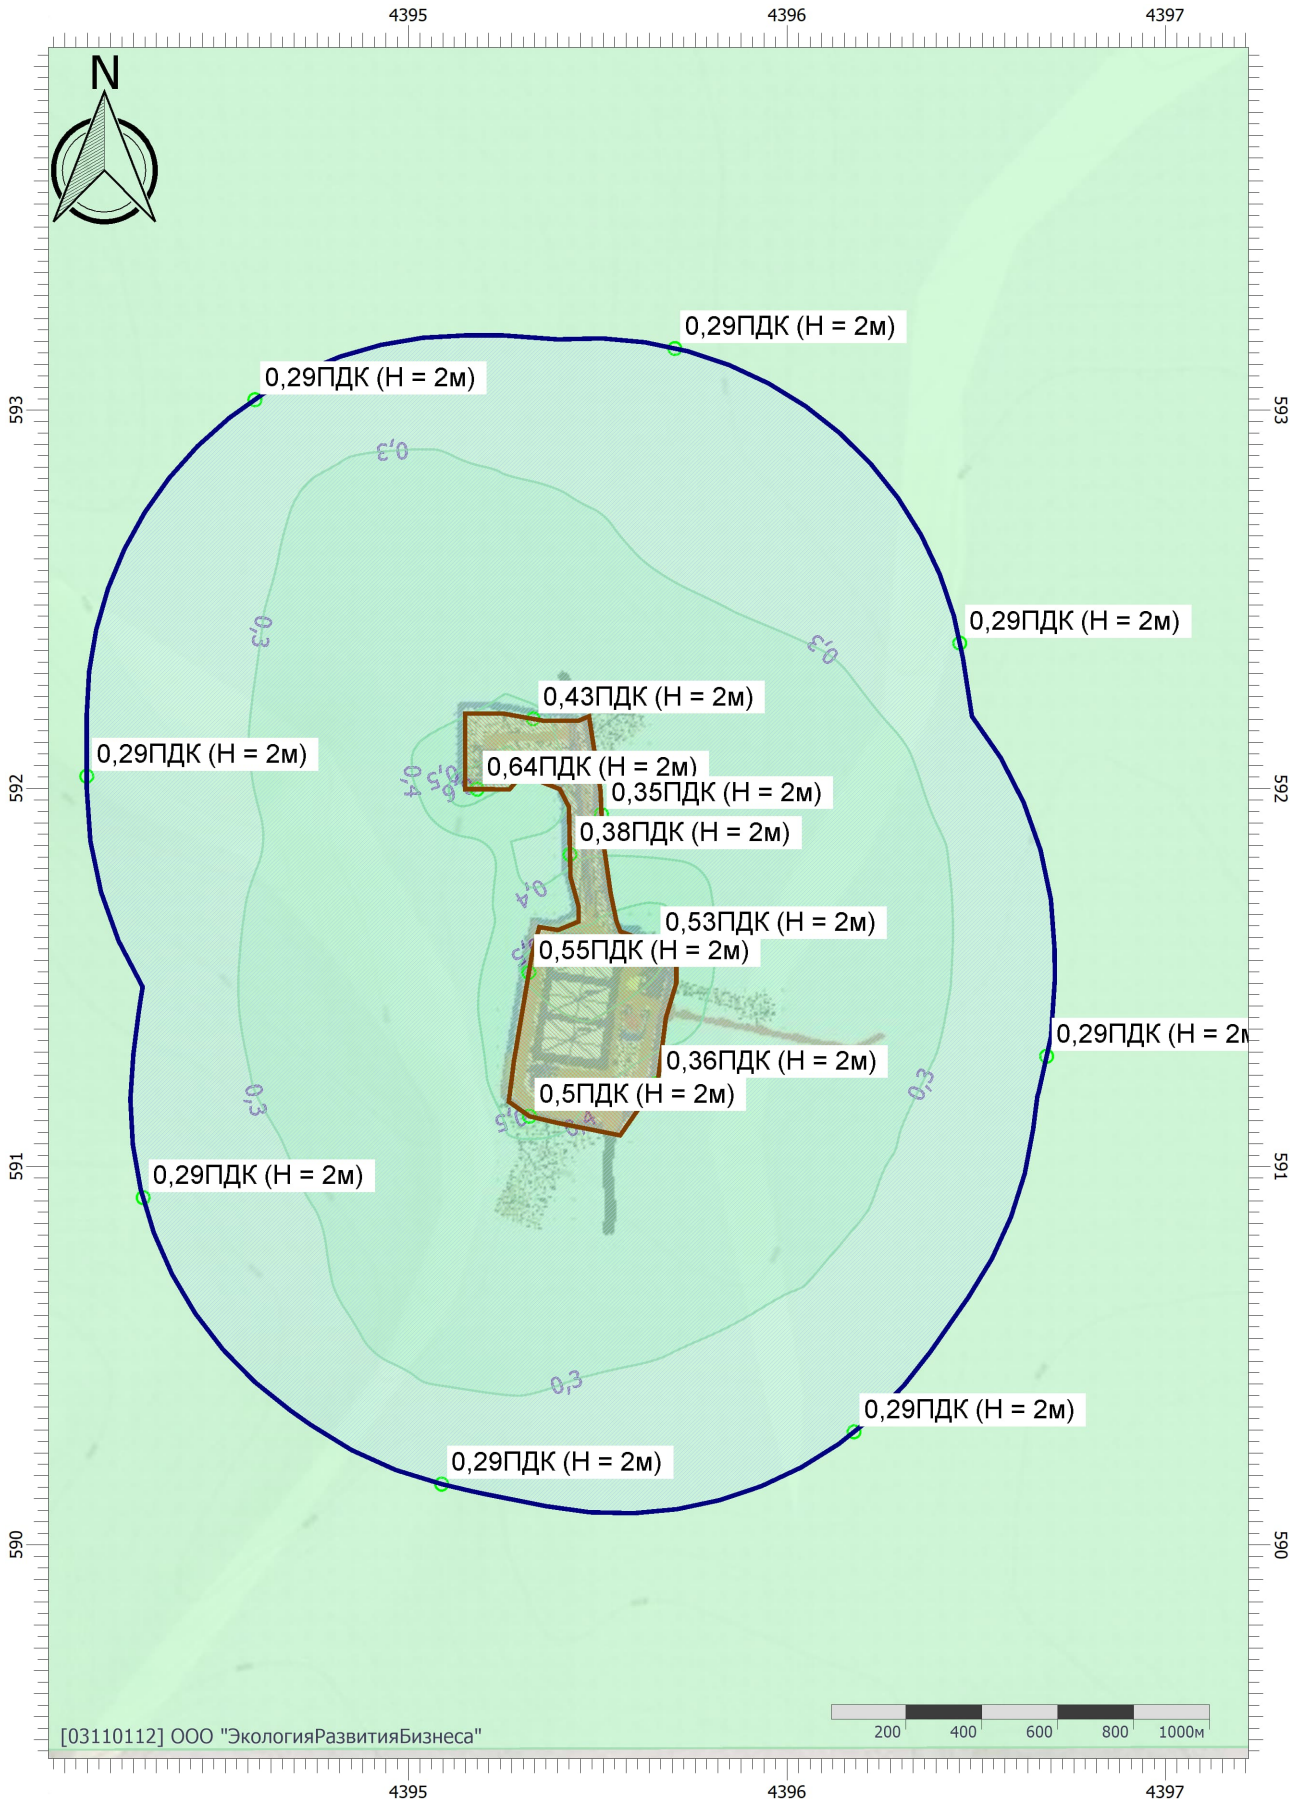 4395 4396 4397
N
0,29ПДК (Н = 2м)
0,29ПДК (Н = 2м)
593 593
0,3
0,29ПДК (Н = 2м)
0,3 0,3
0,43ПДК (Н = 2м)
0,29ПДК (Н = 2м)
0,64ПДК (Н = 2м)
592 0,4 592
0,35ПДК (Н = 2м)
0,38ПДК (Н = 2м)
0,4
0,53ПДК (Н = 2м)
0,55ПДК (Н = 2м)
0,29ПДК (Н = 2
0,36ПДК (Н = 2м)
0,3 0,3
0,5ПДК (Н = 2м)
0,5
591 591
0,29ПДК (Н = 2м)
0,3
0,29ПДК (Н = 2м)
0,29ПДК (Н = 2м)
590 590
[03110112] ООО "ЭкологияРазвитияБизнеса"
200 400 600 800 1000м
4395 4396 4397